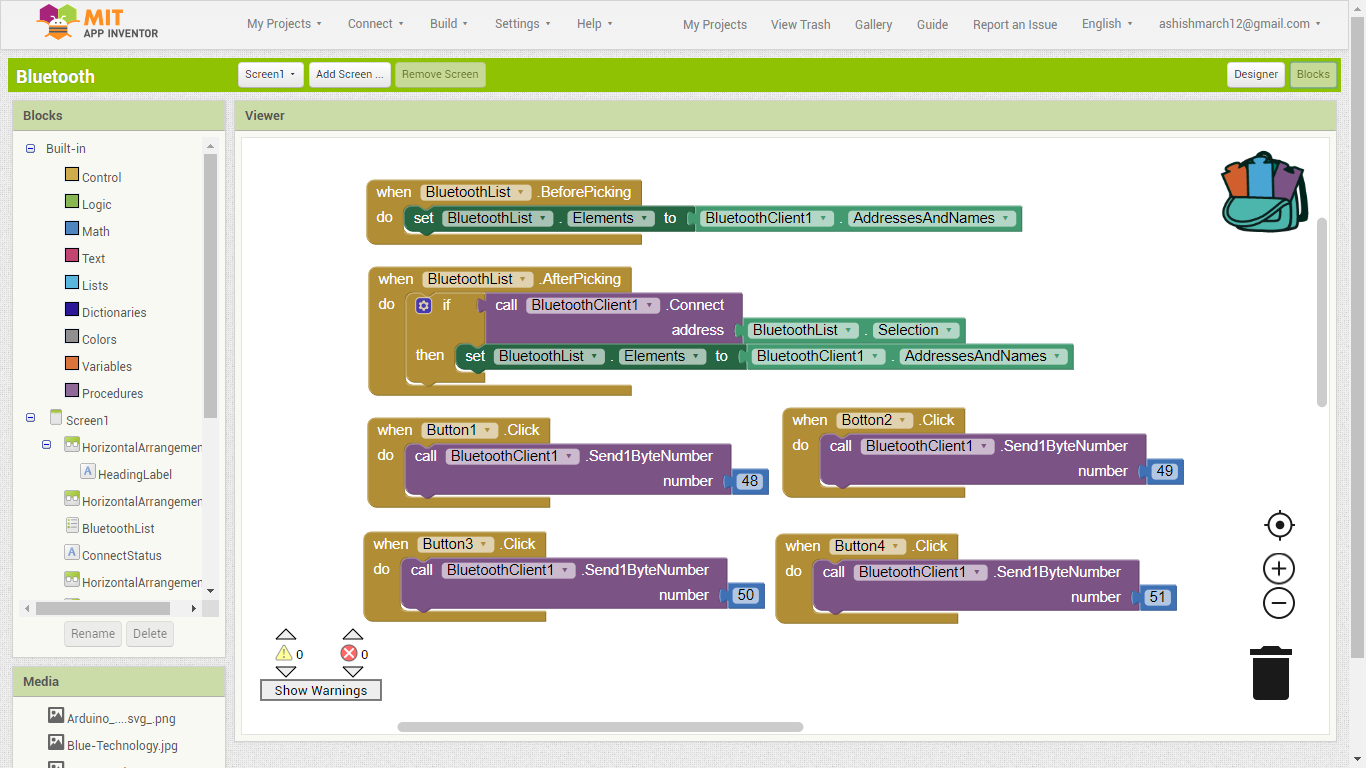 MIT
APP INVENTOR
My Projects
Connect
Build
Settings
Help
My Projects
View Trash
Gallery
Guide
Report an Issue
English
ashishmarch12@gmail.com
Bluetooth
Screen1
Add Screen ...
Remove Screen
Designer
Blocks
Blocks
Built-in
Control
Logic
Math
Text
Lists
Dictionaries
Colors
Variables
Procedures
Screen1
HorizontalArrangemen
A HeadingLabel
HorizontalArrangemen
BluetoothList
A ConnectStatus
HorizontalArrangemen
Rename
Delete
Media
Arduino_....svg_.png
Blue-Technology.jpg
Viewer
when BluetoothList .BeforePicking
do set BluetoothList . Elements to BluetoothClient1 . AddressesAndNames
when BluetoothList .AfterPicking
do if call BluetoothClient1 .Connect
address BluetoothList . Selection
then set BluetoothList . Elements to BluetoothClient1 . AddressesAndNames
when Button1 .Click
do call BluetoothClient1 .Send1ByteNumber
number 48
when Botton2 .Click
do call BluetoothClient1 .Send1ByteNumber
number 49
when Button3 .Click
do call BluetoothClient1 .Send1ByteNumber
number 50
when Button4 .Click
do call BluetoothClient1 .Send1ByteNumber
number 51
0 0
Show Warnings